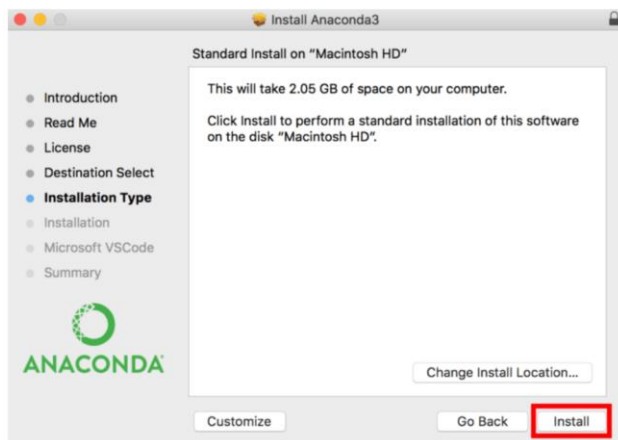 Install Anaconda3
Standard Install on “Macintosh HD”
Introduction
Read Me
License
Destination Select
Installation Type
Installation
Microsoft VSCode
Summary
ANACONDA
This will take 2.05 GB of space on your computer.
Click Install to perform a standard installation of this software
on the disk “Macintosh HD”.
Change Install Location...
Customize
Go Back
Install